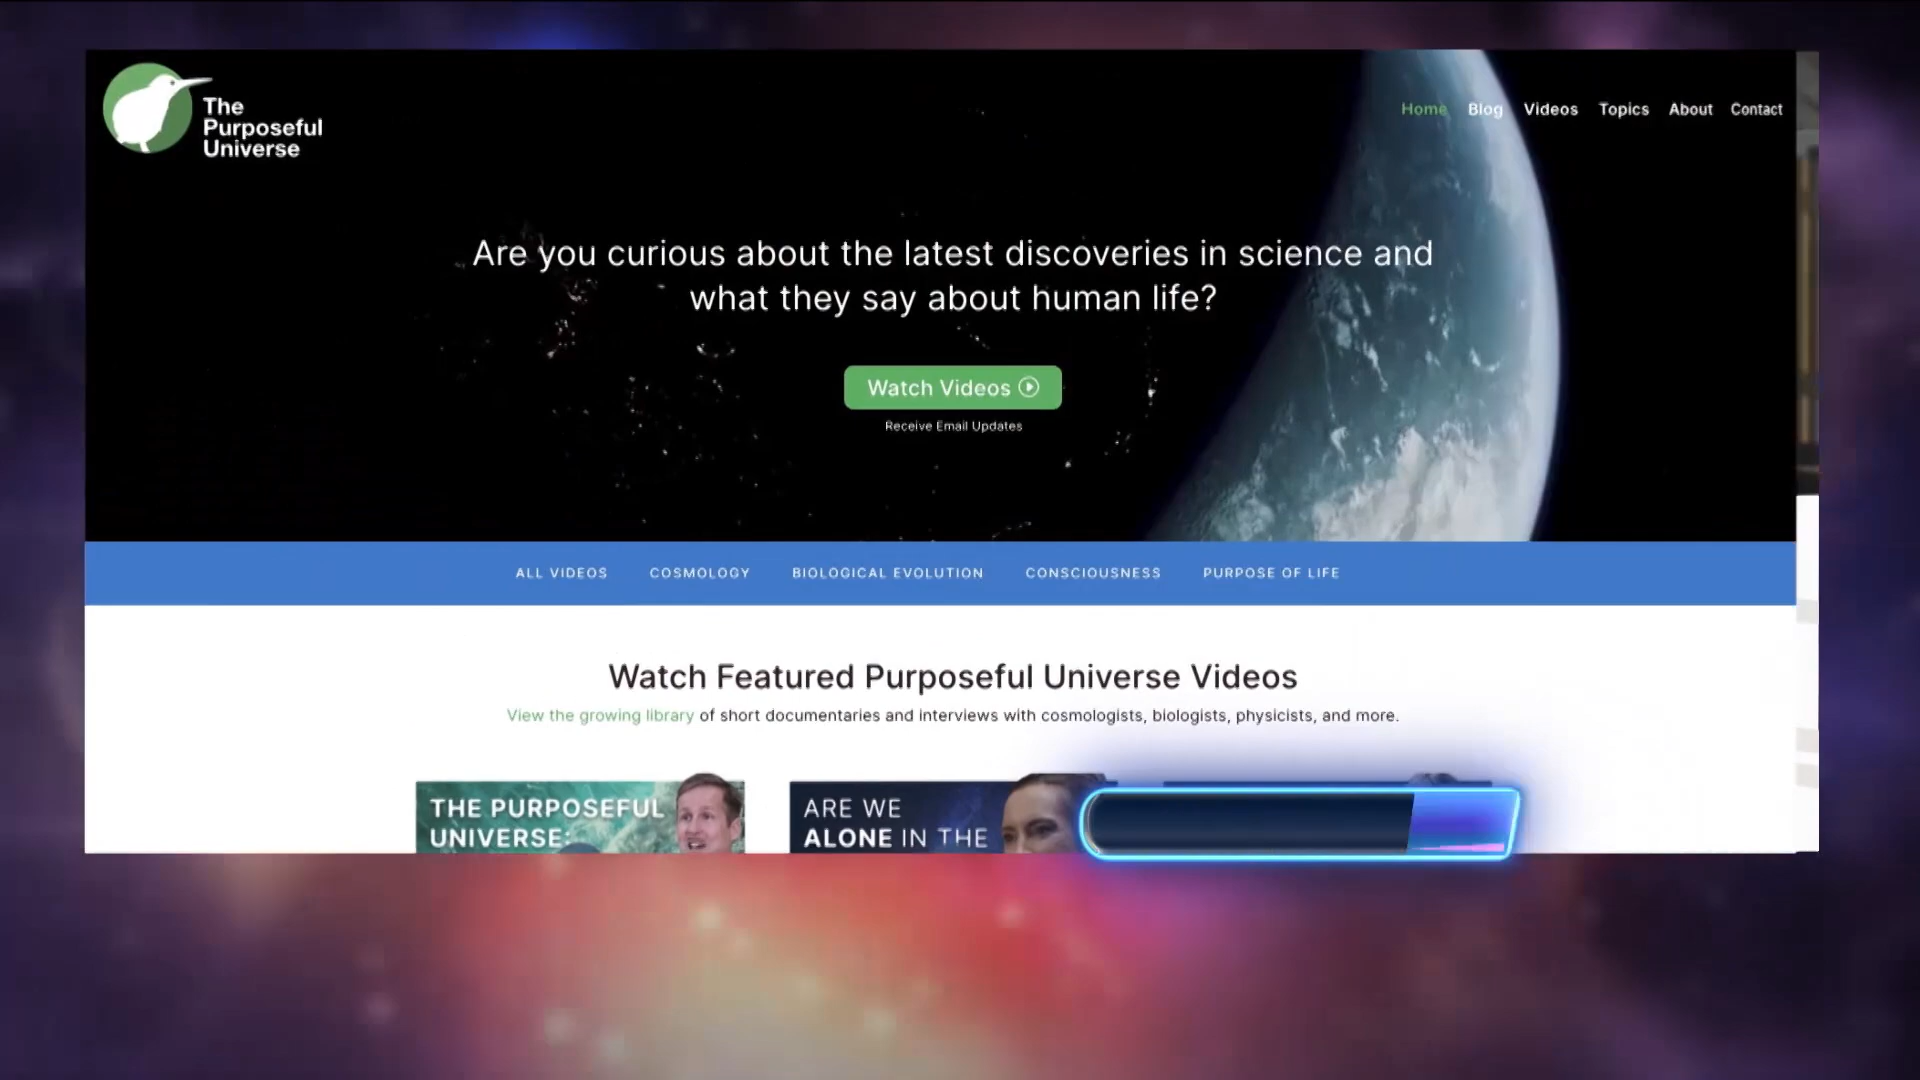 The
Purposeful
Universe
Home Blog Videos Topics About Contact
Are you curious about the latest discoveries in science and
what they say about human life?
Watch Videos
Receive Email Updates
ALL VIDEOS COSMOLOGY BIOLOGICAL EVOLUTION CONSCIOUSNESS PURPOSE OF LIFE
Watch Featured Purposeful Universe Videos
View the growing library of short documentaries and interviews with cosmologists, biologists, physicists, and more.
THE PURPOSEFUL
UNIVERSE:
ARE WE
ALONE IN THE